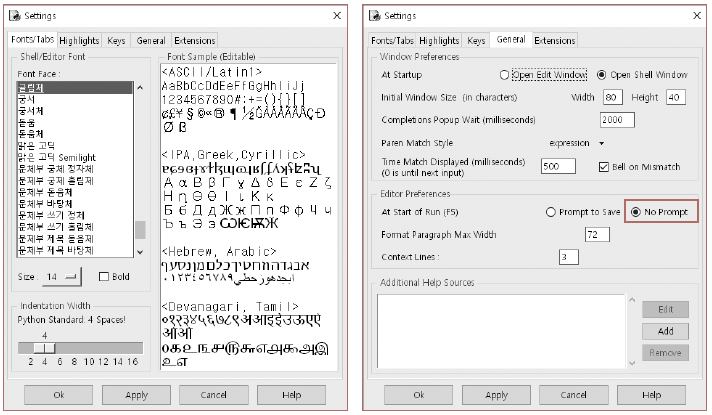 Settings
Fonts/Tabs Highlights Keys General Extensions
Shell/Editor Font
Font Face :
굴림체
궁서
궁서체
돋움
돋움체
맑은 고딕
맑은 고딕 Semilight
문체부 궁체 정자체
문체부 궁체 흘림체
문체부 돋음체
문체부 바탕체
문체부 쓰기 정체
문체부 쓰기 흘림체
문체부 제목 돋음체
문체부 제목 바탕체
Size : 14 Bold
Indentation Width
Python Standard: 4 Spaces!
4
2 4 6 8 10 12 14 16
Font Sample (Editable)
<ASCII/Latin1>
AaBbCcDdEeFfGgHhIiJj
1234567890#:+=(){}[]
¢£¥§©«®¶½ĞÀÁÂÃÄÅÇÐ
Øß
<IPA,Greek,Cyrillic>
ΑαΒβΓγΔδΕεΖζ
ΗηΘθΙιΚκ
БбДдЖжПпФфЧч
ЪъЭэѠѤѬ
<Hebrew, Arabic>
אבגדהוזחטיךכלםמןנסעף
٠١٢٣٤٥٦٧٨٩ابجدهوزحطي
<Devanagari, Tamil>
०१२३४५६७८९अआइईउऊएऐ
ओऔ
Ok Apply Cancel Help
Settings
Fonts/Tabs Highlights Keys General Extensions
Window Preferences
At Startup Open Edit Window Open Shell Window
Initial Window Size (in characters) Width 80 Height 40
Completions Popup Wait (milliseconds) 2000
Paren Match Style expression
Time Match Displayed (milliseconds)
(0 is until next input) 500 Bell on Mismatch
Editor Preferences
At Start of Run (F5) Prompt to Save No Prompt
Format Paragraph Max Width 72
Context Lines : 3
Additional Help Sources
Edit
Add
Remove
Ok Apply Cancel Help